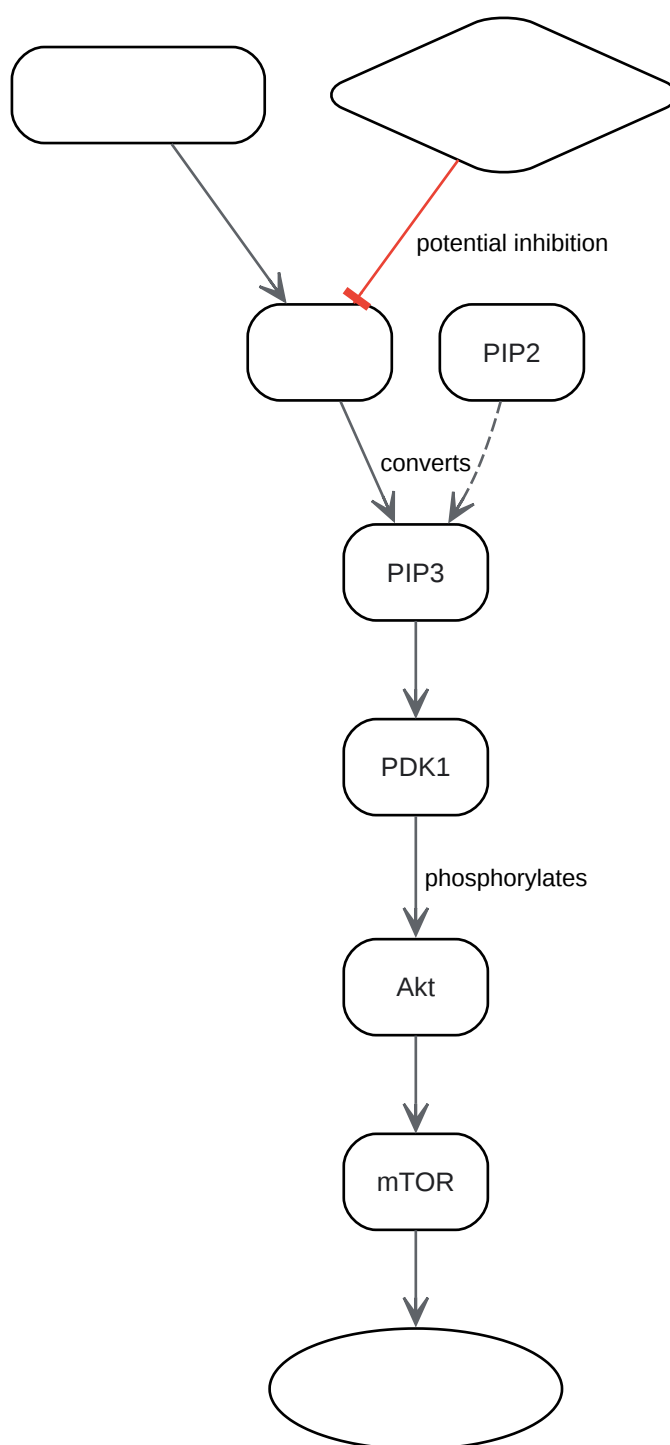 potential inhibition
PIP2
converts
PIP3
PDK1
phosphorylates
Akt
mTOR